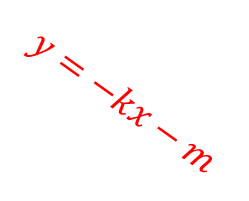 y = −kx − m